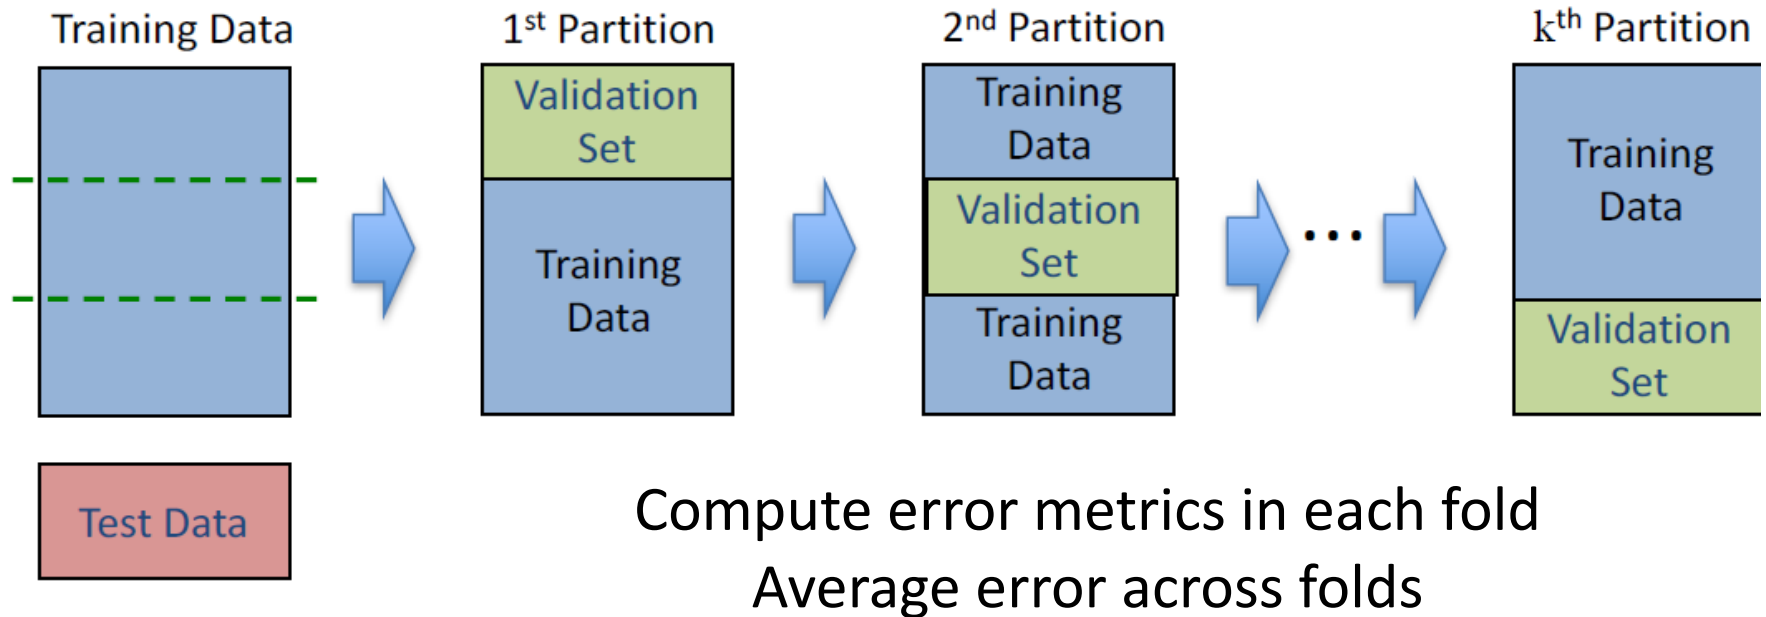 Training Data
1st Partition
2nd Partition
k-th Partition
Validation
Set
Training
Data
Training
Data
Validation
Set
Training
Data
...
Training
Data
Validation
Set
Test Data
Compute error metrics in each fold
Average error across folds